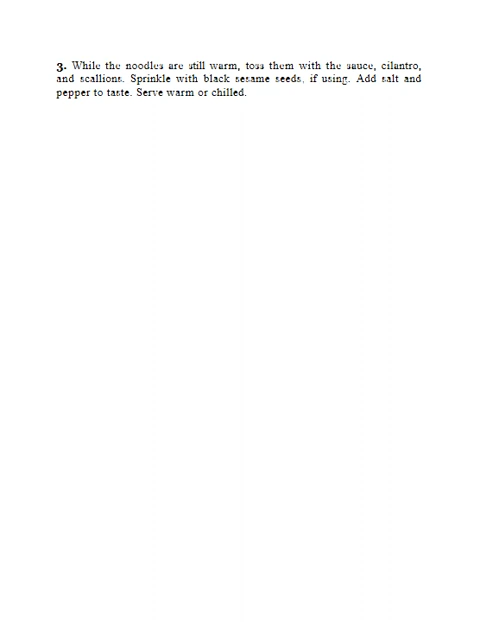 3. While the noodles are still warm, toss them with the sauce, cilantro,
and scallions. Sprinkle with black sesame seeds, if using. Add salt and
pepper to taste. Serve warm or chilled.